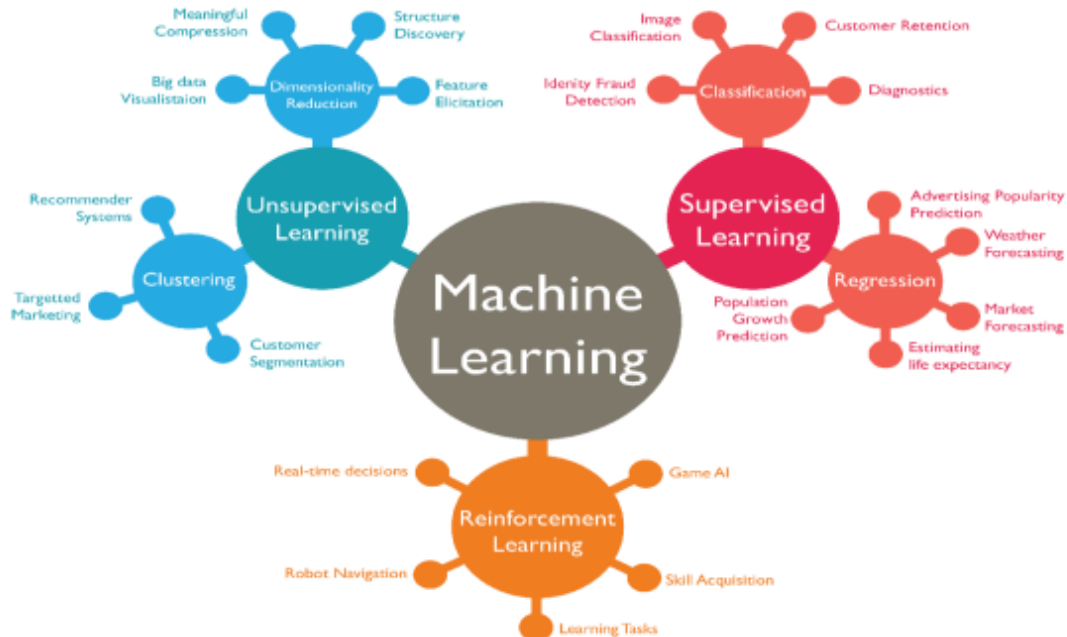 Meaningful
Compression
Structure
Discovery
Big data
Visualistaion
Dimensionality
Reduction
Feature
Elicitation
Image
Classification
Customer Retention
Idenity Fraud
Detection
Classification
Diagnostics
Recommender
Systems
Unsupervised
Learning
Clustering
Targetted
Marketing
Customer
Segmentation
Machine
Learning
Supervised
Learning
Advertising Popularity
Prediction
Weather
Forecasting
Regression
Population
Growth
Prediction
Market
Forecasting
Estimating
life expectancy
Real-time decisions
Game AI
Reinforcement
Learning
Robot Navigation
Skill Acquisition
Learning Tasks